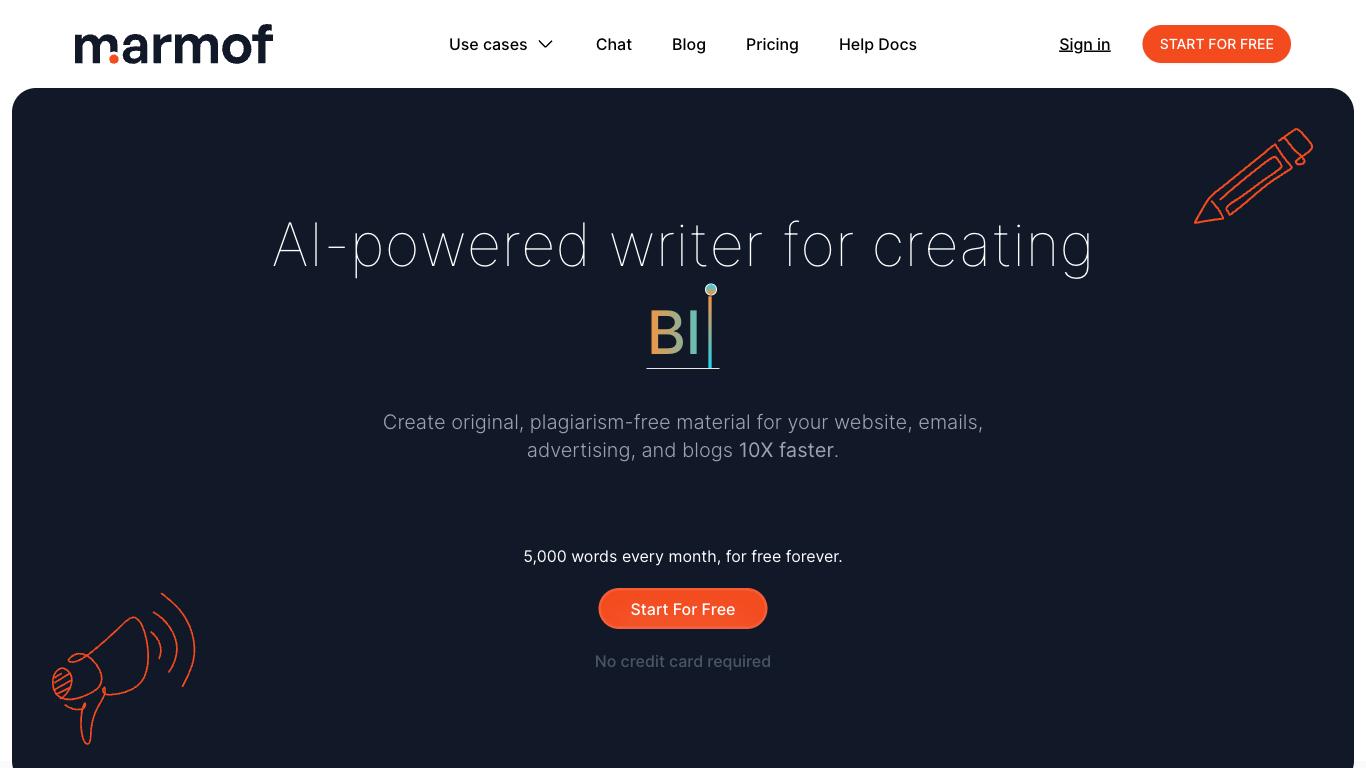 marmof
Use cases
Chat
Blog
Pricing
Help Docs
Sign in
START FOR FREE
AI-powered writer for creating
Bl
Create original, plagiarism-free material for your website, emails,
advertising, and blogs 10X faster.
5,000 words every month, for free forever.
Start For Free
No credit card required